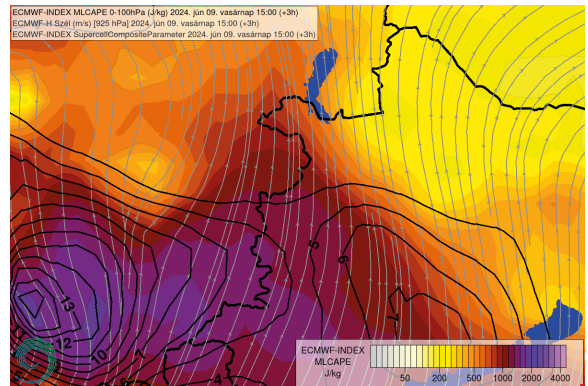 ECMWF-INDEX MLCAPE 0-100hPa (J/kg) 2024. jún 09. vasárnap 15:00 (+3h)
ECMWF-H.Szél (m/s) [925 hPa] 2024. jún 09. vasárnap 15:00 (+3h)
ECMWF-INDEX SupercellCompositeParameter 2024. jún 09. vasárnap 15:00 (+3h)
5
6
13
7
12
10
4
ECMWF-INDEX
MLCAPE
J/kg
50 200 500 1000 2000 4000